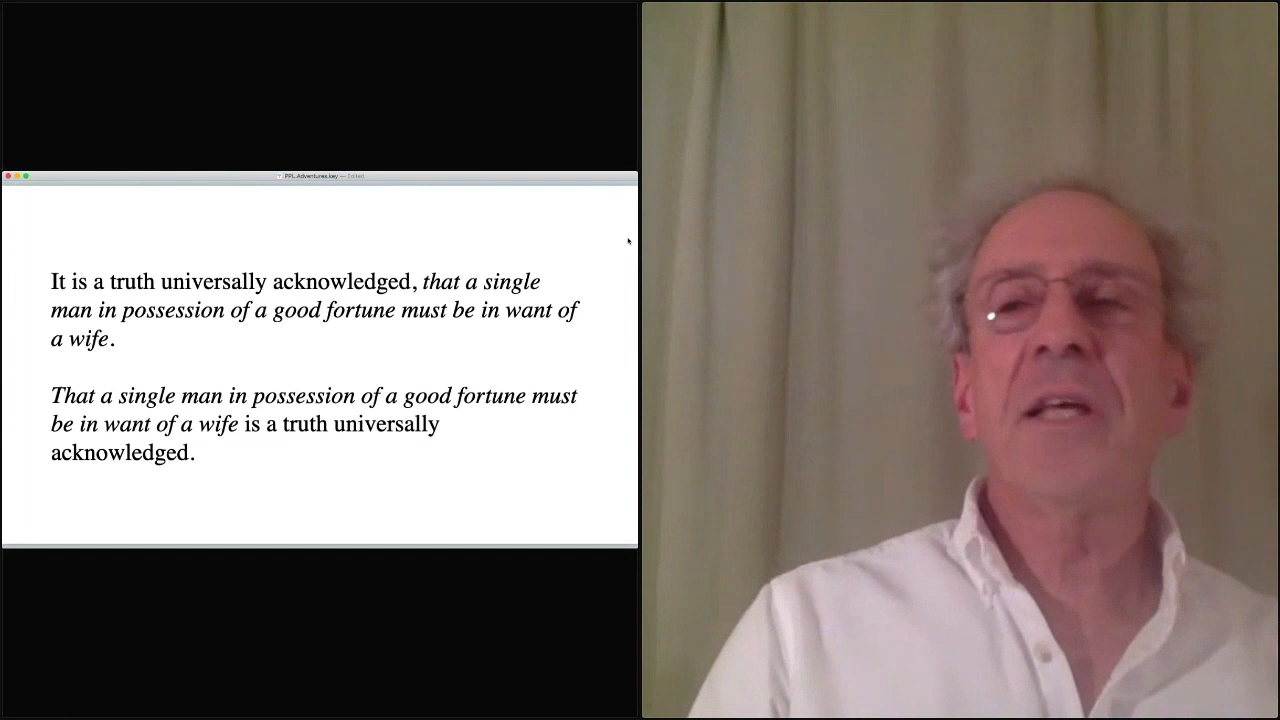 PPL Adventures.key — Edited
It is a truth universally acknowledged, that a single
man in possession of a good fortune must be in want of
a wife.
That a single man in possession of a good fortune must
be in want of a wife is a truth universally
acknowledged.